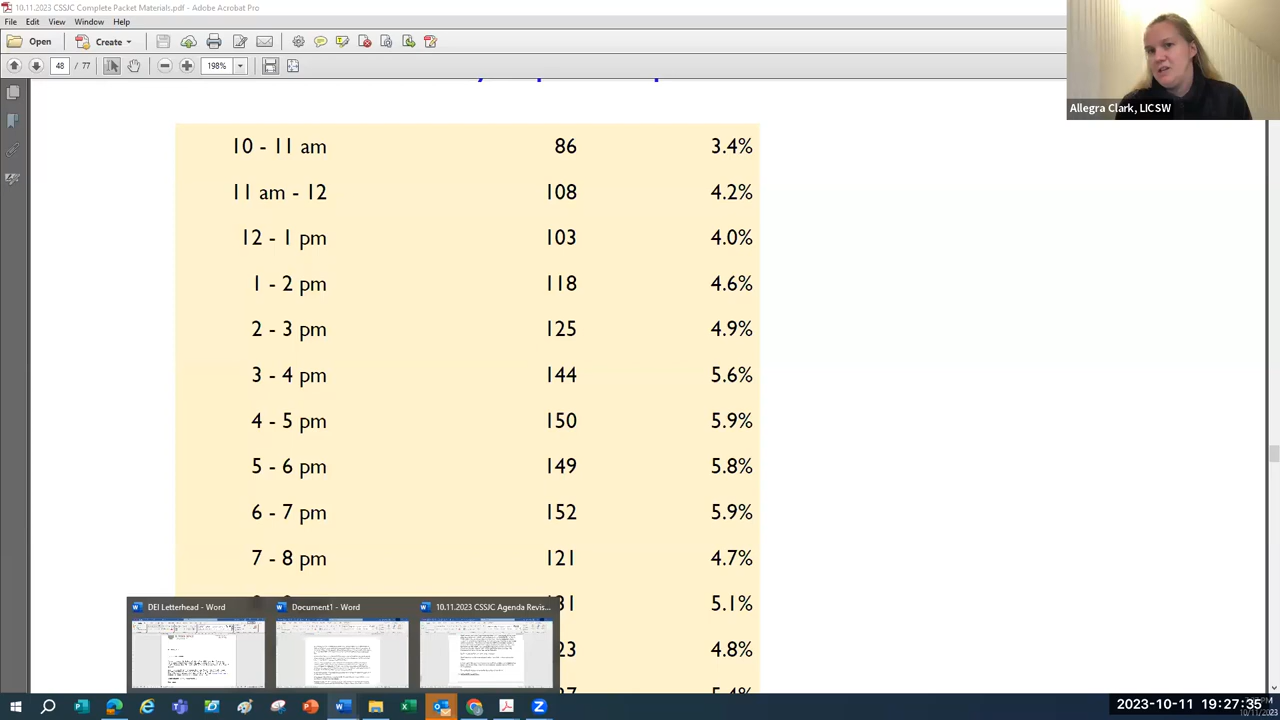 10.11.2023 CSSJC Complete Packet Materials.pdf - Adobe Acrobat Pro
File Edit View Window Help
Open Create
48 / 77 198%
Allegra Clark, LICSW
10 - 11 am 86 3.4%
11 am - 12 108 4.2%
12 - 1 pm 103 4.0%
1 - 2 pm 118 4.6%
2 - 3 pm 125 4.9%
3 - 4 pm 144 5.6%
4 - 5 pm 150 5.9%
5 - 6 pm 149 5.8%
6 - 7 pm 152 5.9%
7 - 8 pm 121 4.7%
5.1%
DEI Letterhead - Word Document1 - Word 10.11.2023 CSSJC Agenda Revis...
23 4.8%
2023-10-11 19:27:35
10/11/2023